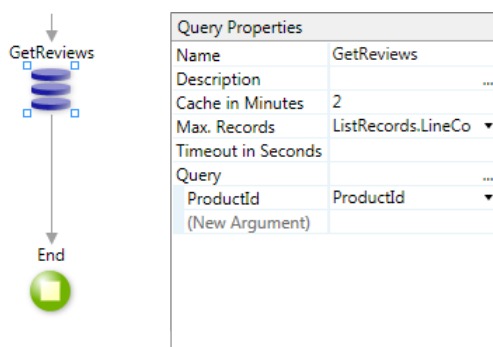 GetReviews
End
Query Properties
Name GetReviews
Description ...
Cache in Minutes 2
Max. Records ListRecords.LineCo
Timeout in Seconds
Query ...
ProductId ProductId
(New Argument)